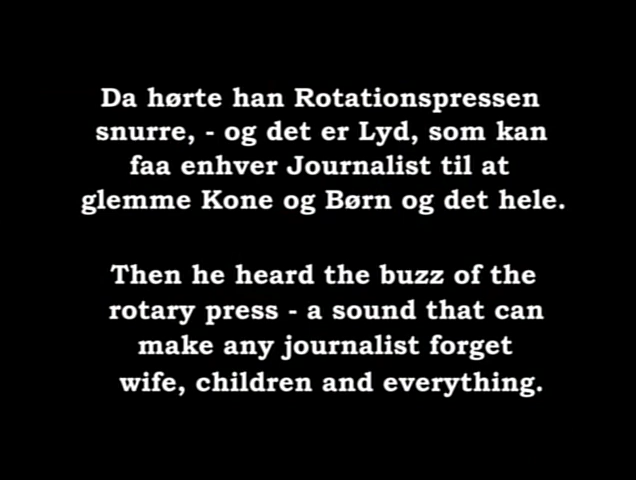 Da hørte han Rotationspressen
snurre, - og det er Lyd, som kan
faa enhver Journalist til at
glemme Kone og Børn og det hele.
Then he heard the buzz of the
rotary press - a sound that can
make any journalist forget
wife, children and everything.